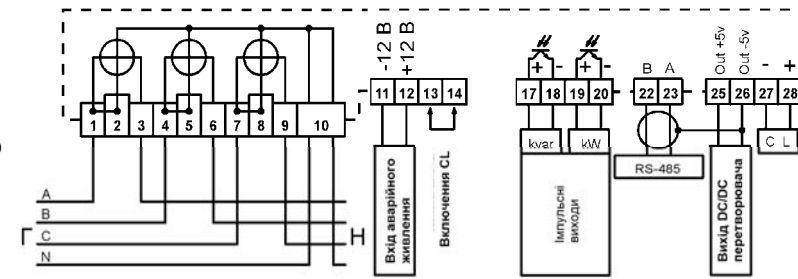 -12 В
+12 В
+ -
+ -
B A
Out +5v
Out -5v
- +
1 2 3 4 5 6 7 8 9 10
11 12 13 14
17 18 19 20
22 23
25 26 27 28
kvar kW
C L
RS-485
Вхід аварійного
живлення
Включення CL
Імпульсні
виходи
Вихід DC/DC
перетворювача
A
B
C
N
Г
Н